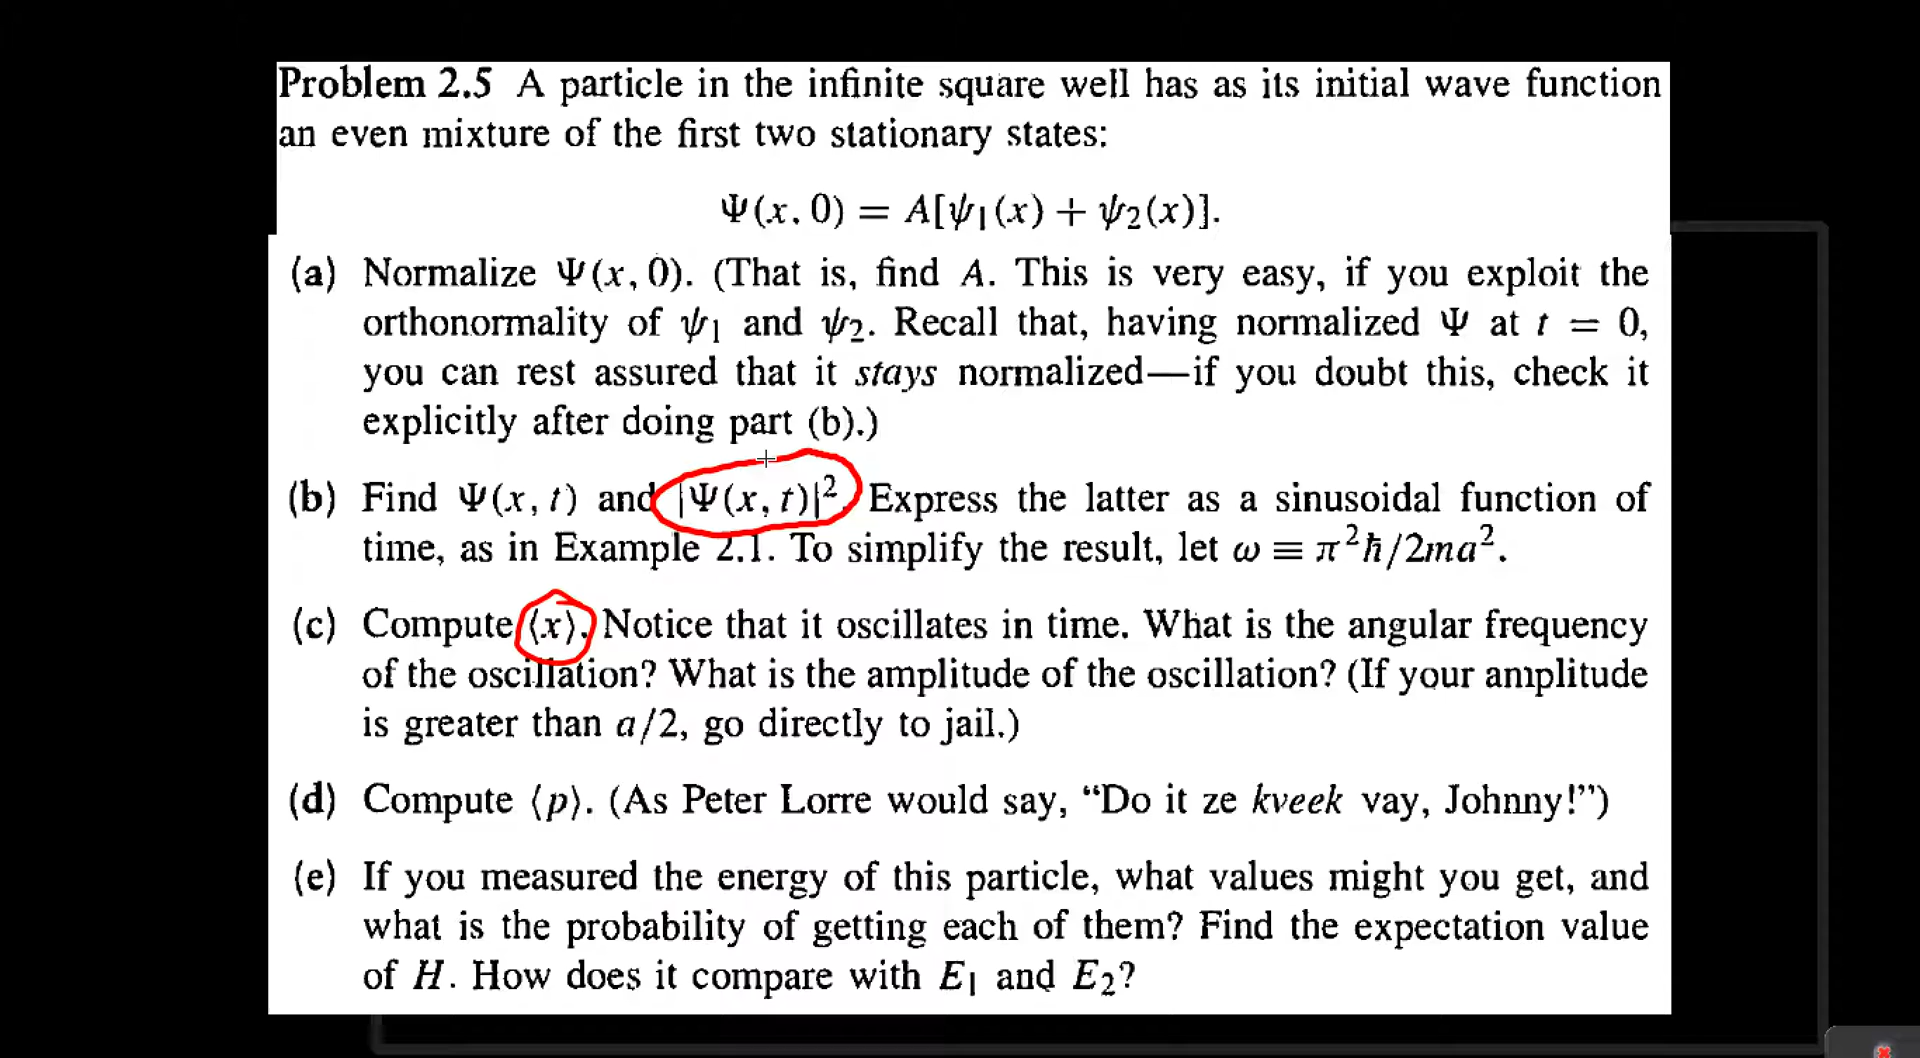 Problem 2.5 A particle in the infinite square well has as its initial wave function
an even mixture of the first two stationary states:
Ψ(x, 0) = A[ψ₁(x) + ψ₂(x)].
(a) Normalize Ψ(x, 0). (That is, find A. This is very easy, if you exploit the
orthonormality of ψ₁ and ψ₂. Recall that, having normalized Ψ at t = 0,
you can rest assured that it stays normalized—if you doubt this, check it
explicitly after doing part (b).)
(b) Find Ψ(x, t) and |Ψ(x, t)|². Express the latter as a sinusoidal function of
time, as in Example 2.1. To simplify the result, let ω ≡ π²ℏ/2ma².
(c) Compute ⟨x⟩. Notice that it oscillates in time. What is the angular frequency
of the oscillation? What is the amplitude of the oscillation? (If your amplitude
is greater than a/2, go directly to jail.)
(d) Compute ⟨p⟩. (As Peter Lorre would say, “Do it ze kveek vay, Johnny!”)
(e) If you measured the energy of this particle, what values might you get, and
what is the probability of getting each of them? Find the expectation value
of H. How does it compare with E₁ and E₂?